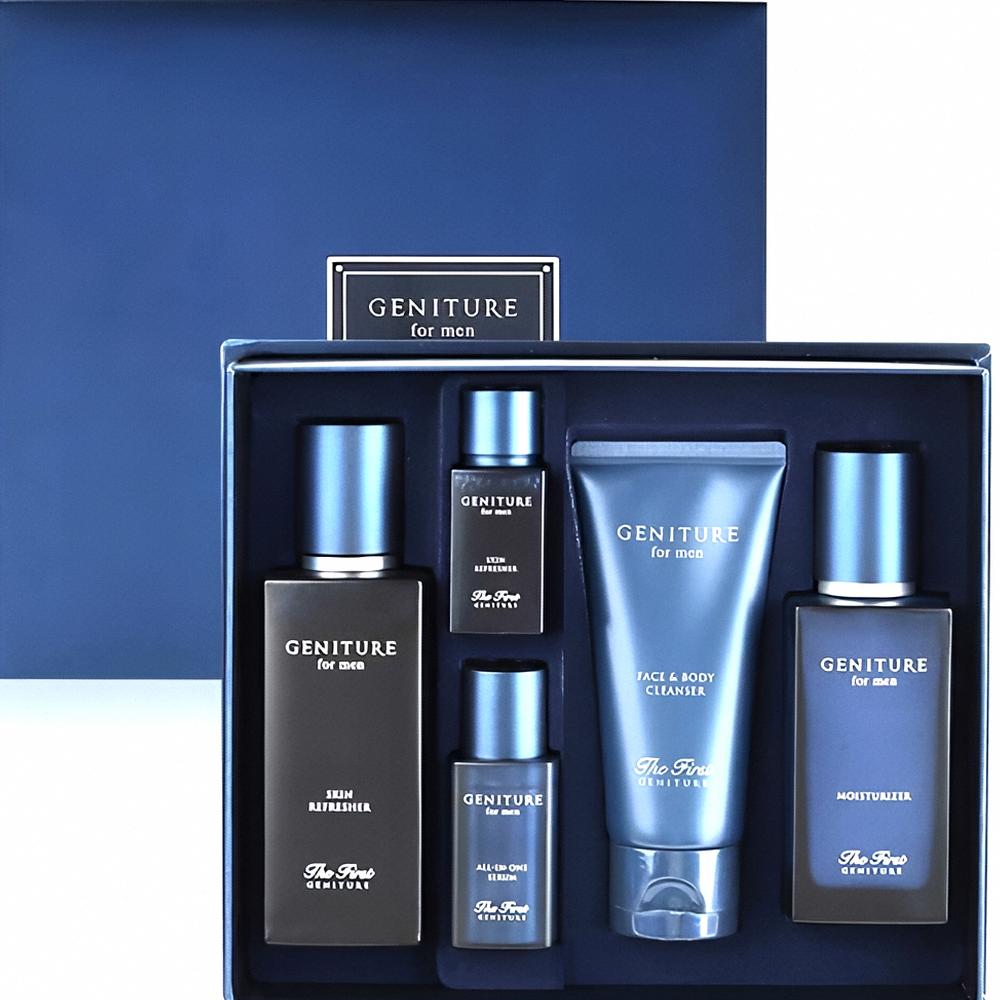 GENITURE
for men
GENITURE
for men
SKIN
REFRESHER
The First
GENITURE
GENITURE
for men
SKIN
REFRESHER
The First
GENITURE
GENITURE
for men
ALL-IN-ONE
SERUM
The First
GENITURE
GENITURE
for men
FACE & BODY
CLEANSER
The First
GENITURE
GENITURE
for men
MOISTURIZER
The First
GENITURE